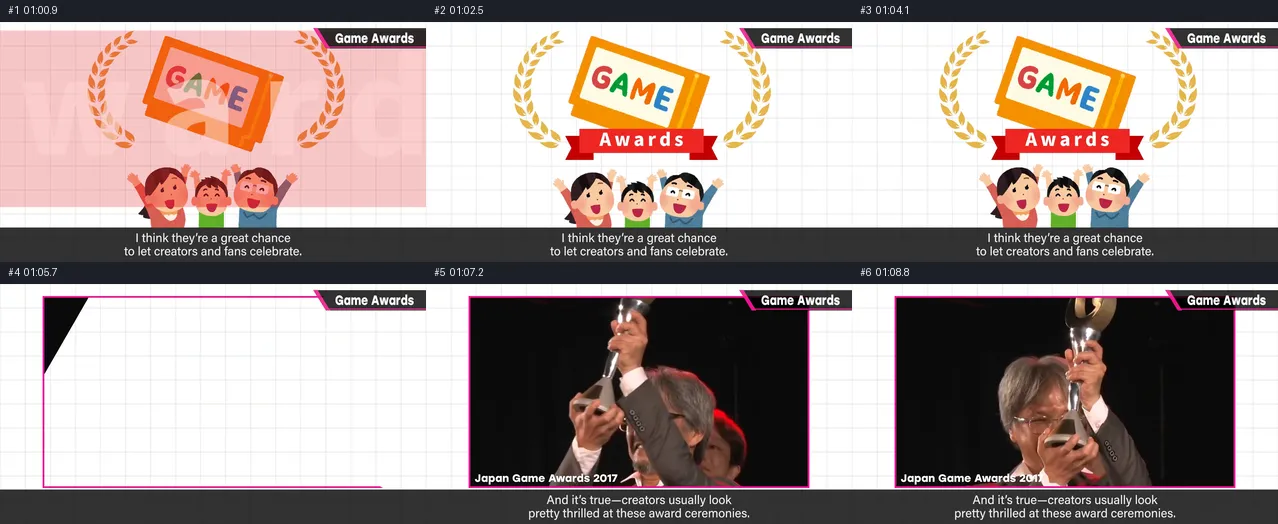 #1 01:00.9
Game Awards
GAME
I think they're a great chance
to let creators and fans celebrate.
#2 01:02.5
Game Awards
GAME
Awards
I think they're a great chance
to let creators and fans celebrate.
#3 01:04.1
Game Awards
GAME
Awards
I think they're a great chance
to let creators and fans celebrate.
#4 01:05.7
Game Awards
#5 01:07.2
Game Awards
Japan Game Awards 2017
And it's true—creators usually look
pretty thrilled at these award ceremonies.
#6 01:08.8
Game Awards
Japan Game Awards 2017
And it's true—creators usually look
pretty thrilled at these award ceremonies.